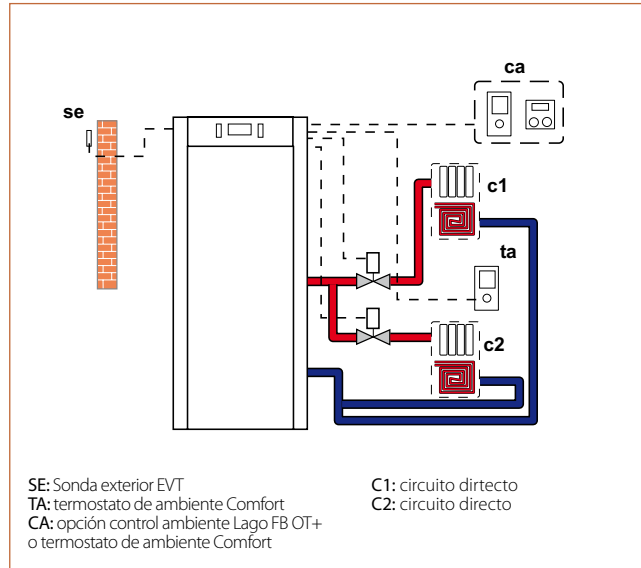 ca
se
c1
ta
c2
SE: Sonda exterior EVT
TA: termostato de ambiente Comfort
CA: opción control ambiente Lago FB OT+
o termostato de ambiente Comfort
C1: circuito dirtecto
C2: circuito directo